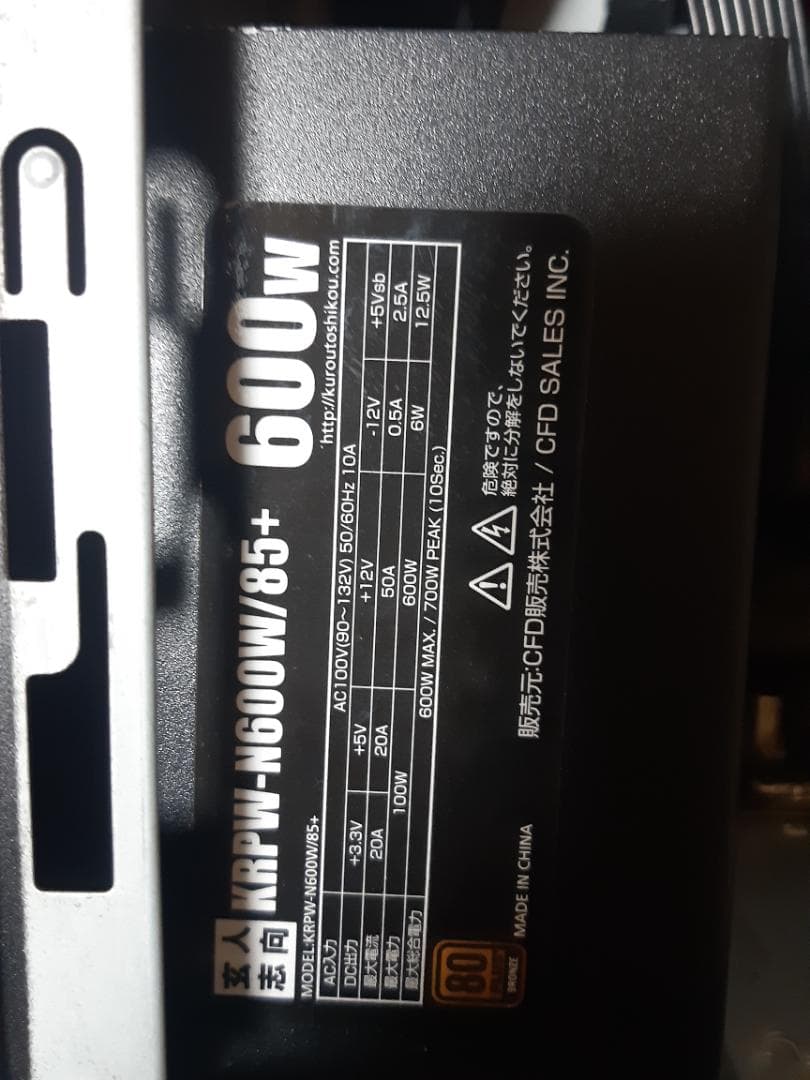 玄人
志向
KRPW-N600W/85+ 600W
MODEL:KRPW-N600W/85+ http://kuroutoshikou.com
AC入力 AC100V(90~132V) 50/60Hz 10A
DC出力 +3.3V +5V +12V -12V +5Vsb
最大電流 20A 20A 50A 0.5A 2.5A
最大電力 100W 600W 6W 12.5W
最大総合電力 600W MAX. / 700W PEAK (10Sec.)
80 PLUS
BRONZE
危険ですので、
絶対に分解をしないでください。
MADE IN CHINA 販売元:CFD販売株式会社 / CFD SALES INC.